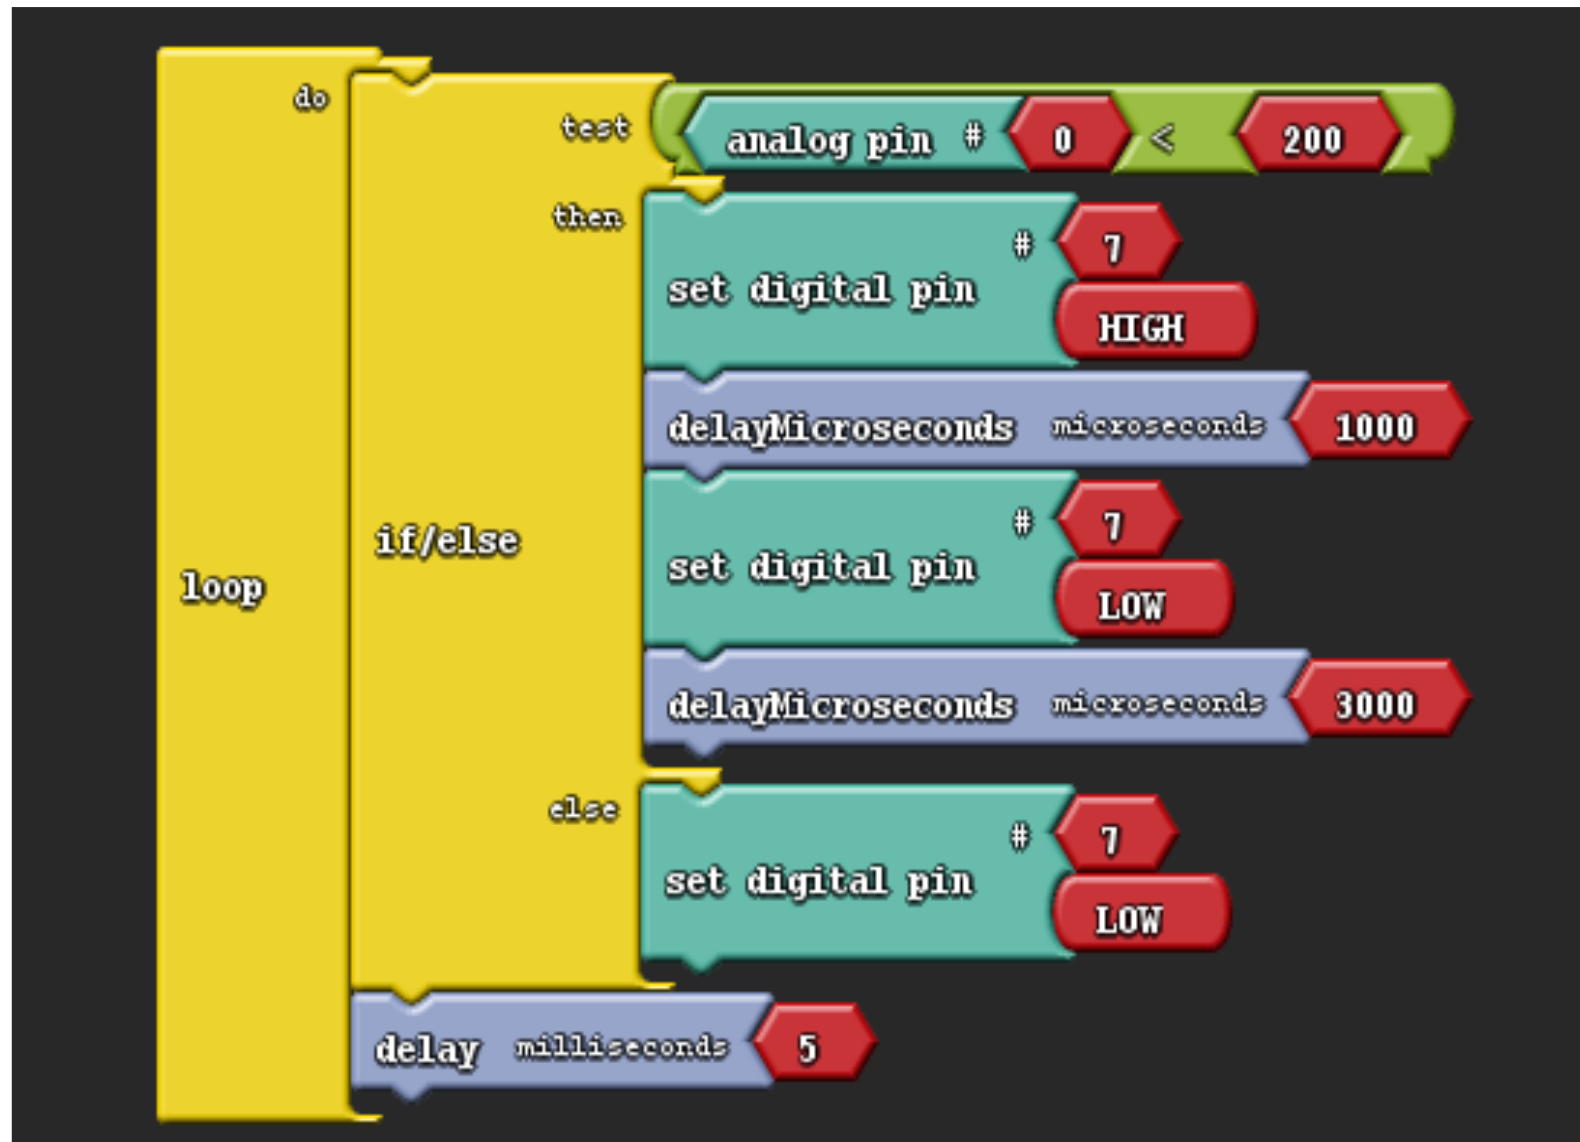 do
test
analog pin # 0 < 200
then
#
7
set digital pin
HIGH
delayMicroseconds microseconds 1000
#
7
set digital pin
LOW
if/else
loop
delayMicroseconds microseconds 3000
else
#
7
set digital pin
LOW
delay milliseconds 5